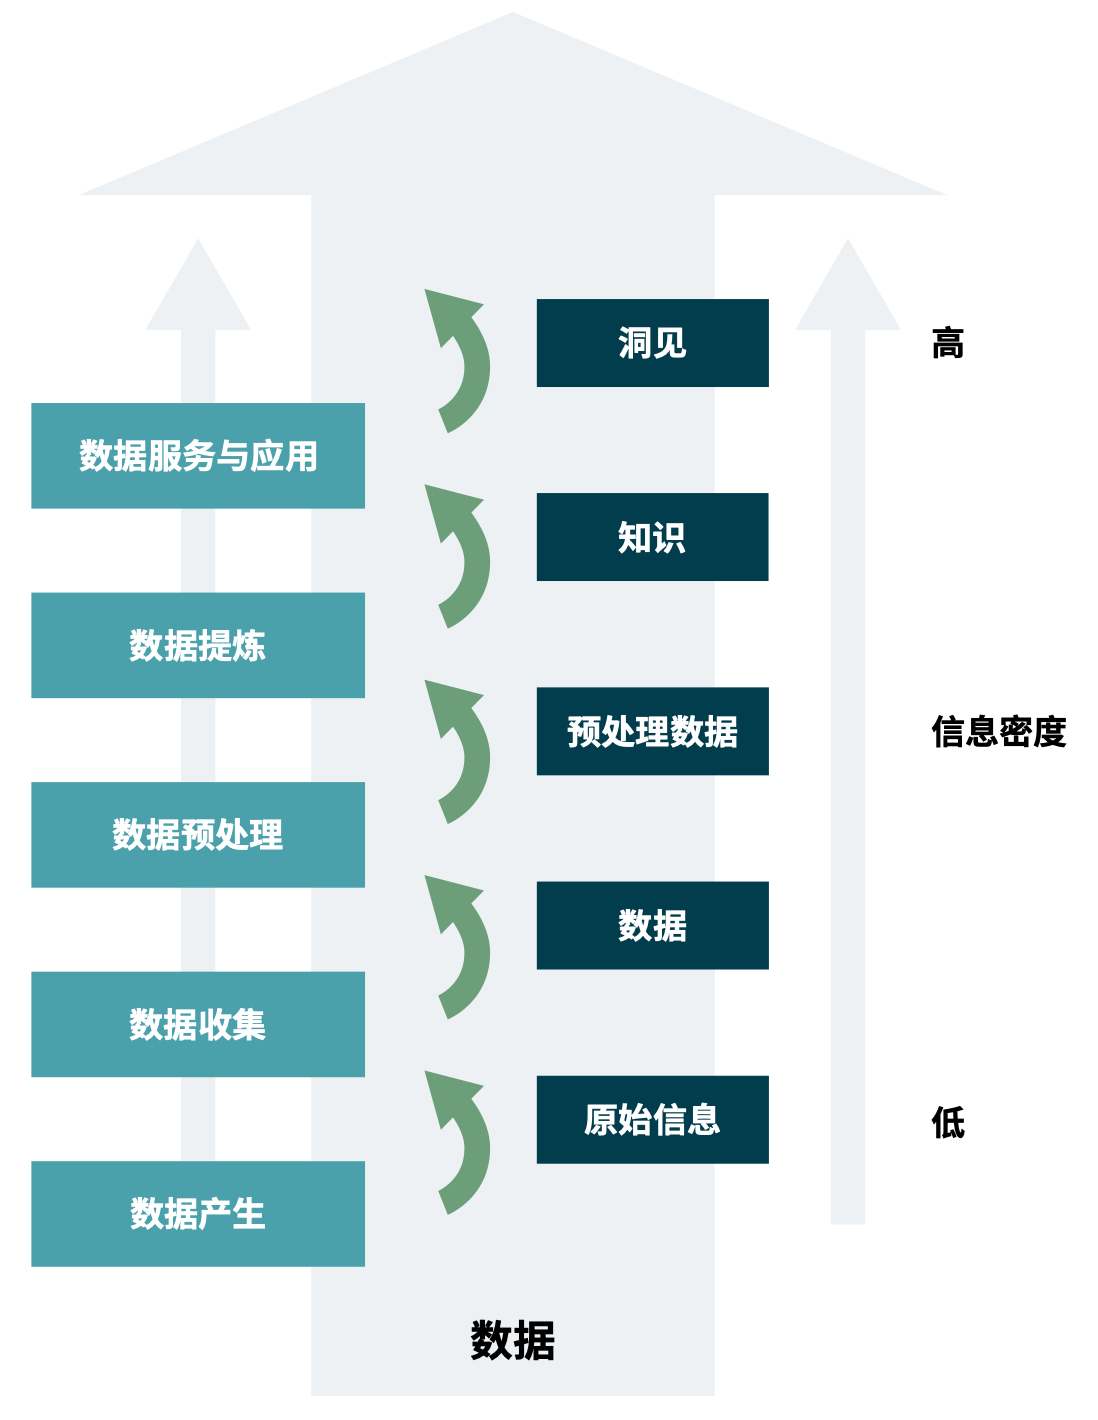 洞见
高
数据服务与应用
知识
数据提炼
预处理数据
信息密度
数据预处理
数据
数据收集
原始信息
低
数据产生
数据